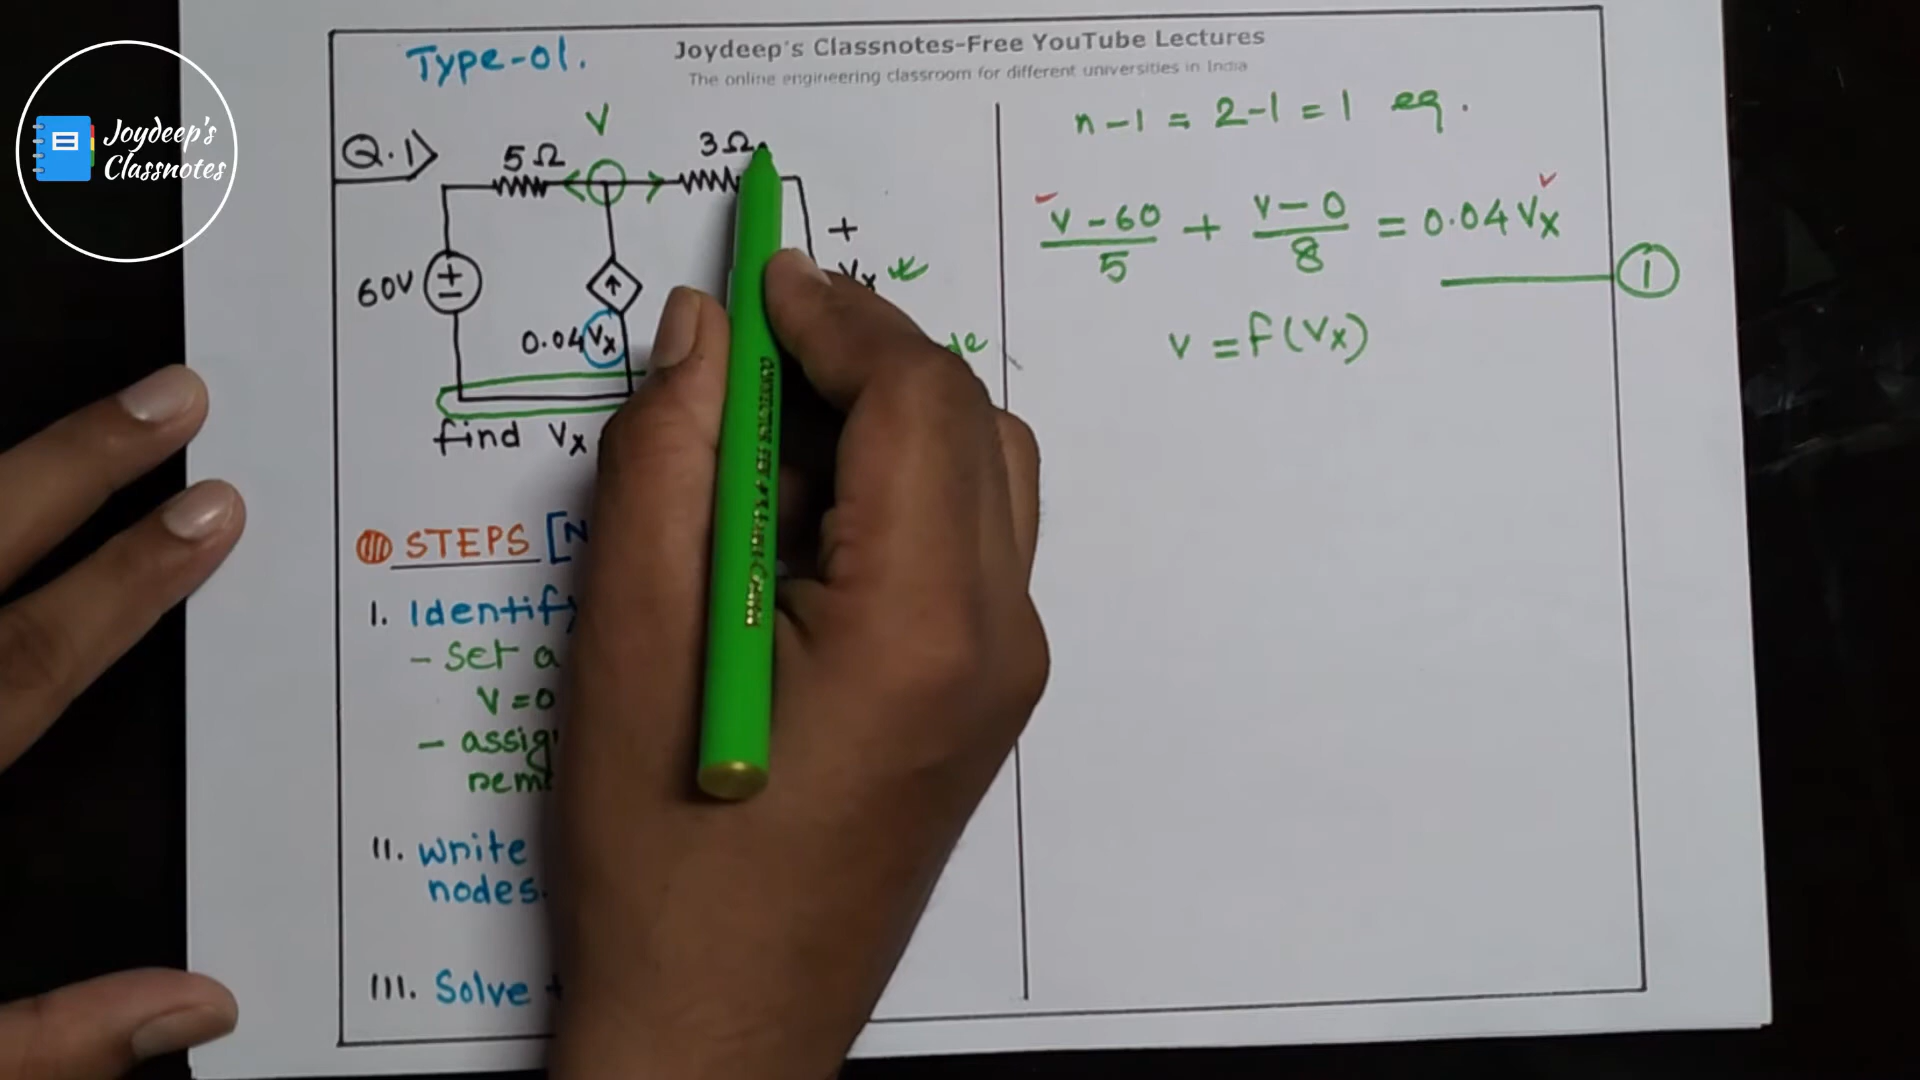 Joydeep's
Classnotes
Type-01.
Joydeep's Classnotes-Free YouTube Lectures
The online engineering classroom for different universities in India
Q.1
V
5Ω
3Ω
+
Vx
60V
+
−
0.04Vx
find Vx
STEPS [N
I. Identify
- set a
V=0
- assig
II. Write
nodes.
III. Solve
n-1 = 2-1 = 1 eq.
V-60/5 + V-0/8 = 0.04Vx
1
V = f(Vx)